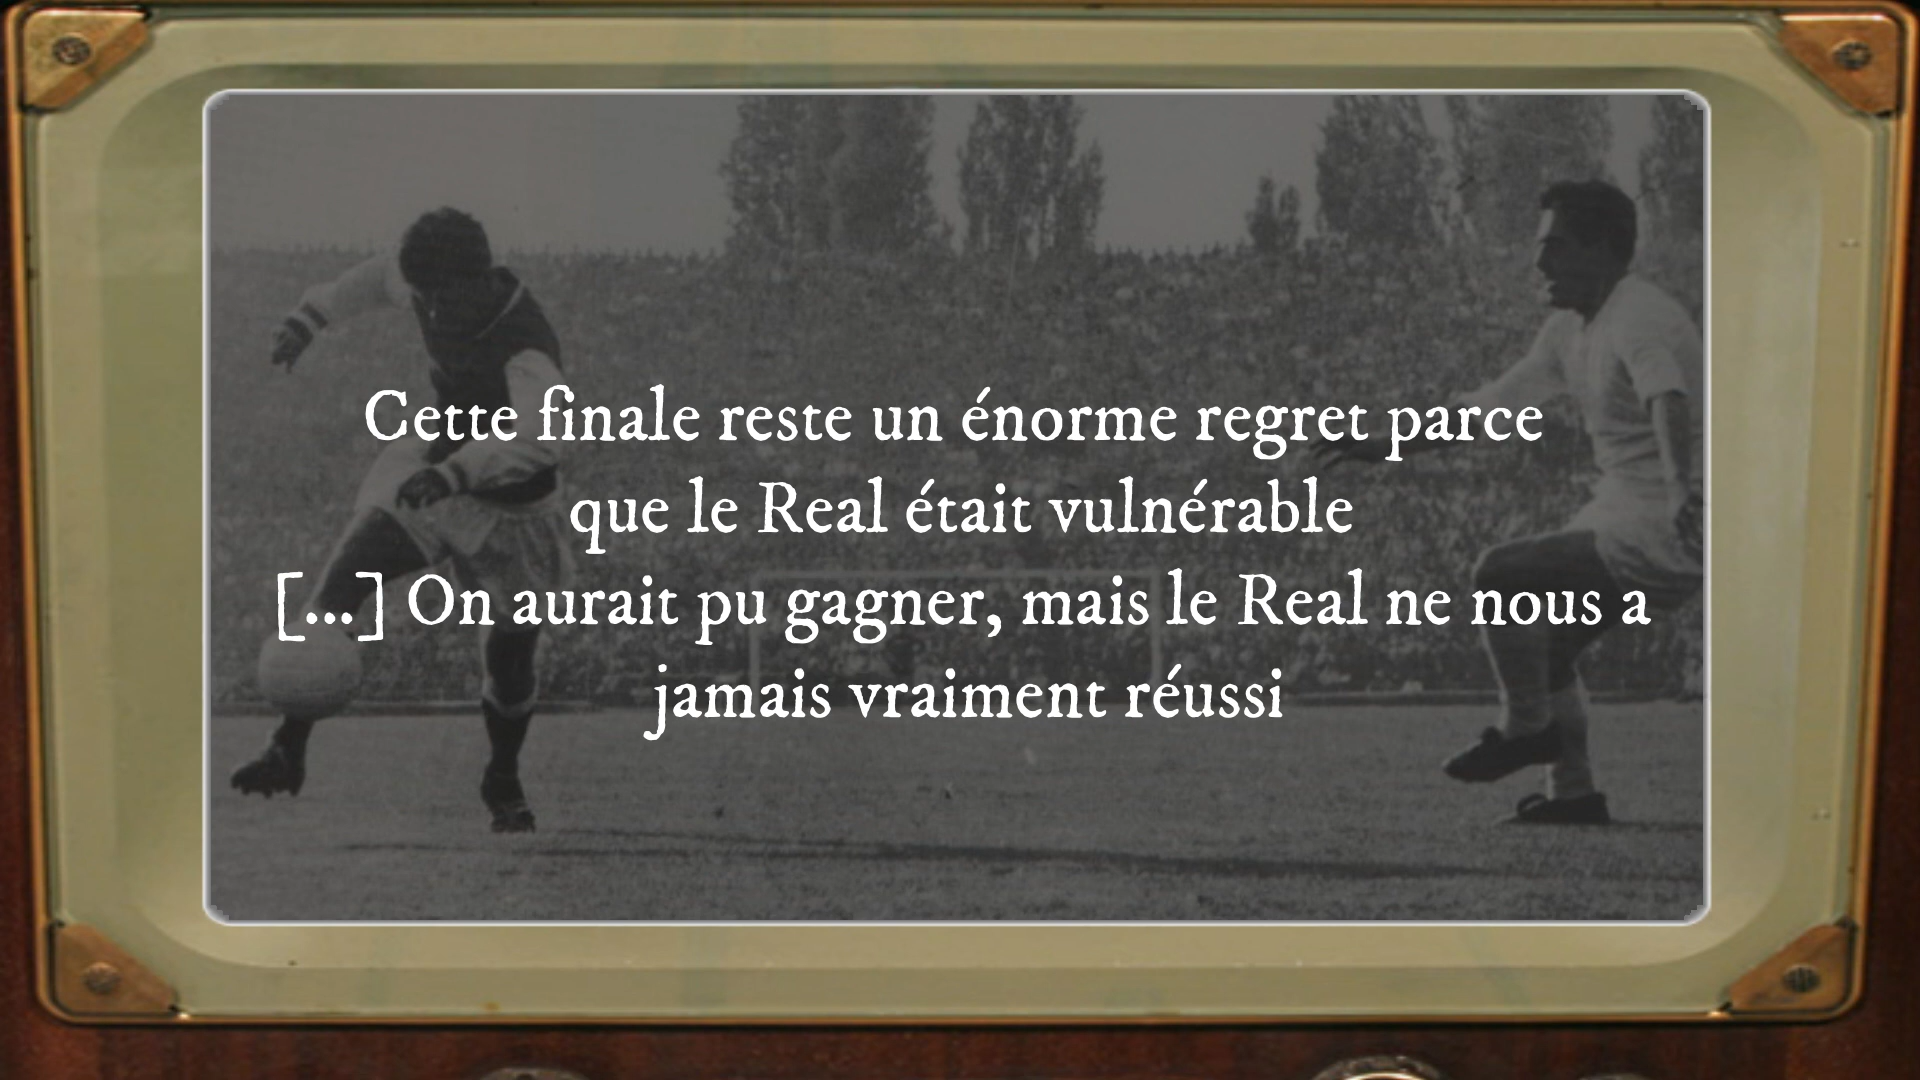 Cette finale reste un énorme regret parce
que le Real était vulnérable
[...] On aurait pu gagner, mais le Real ne nous a
jamais vraiment réussi